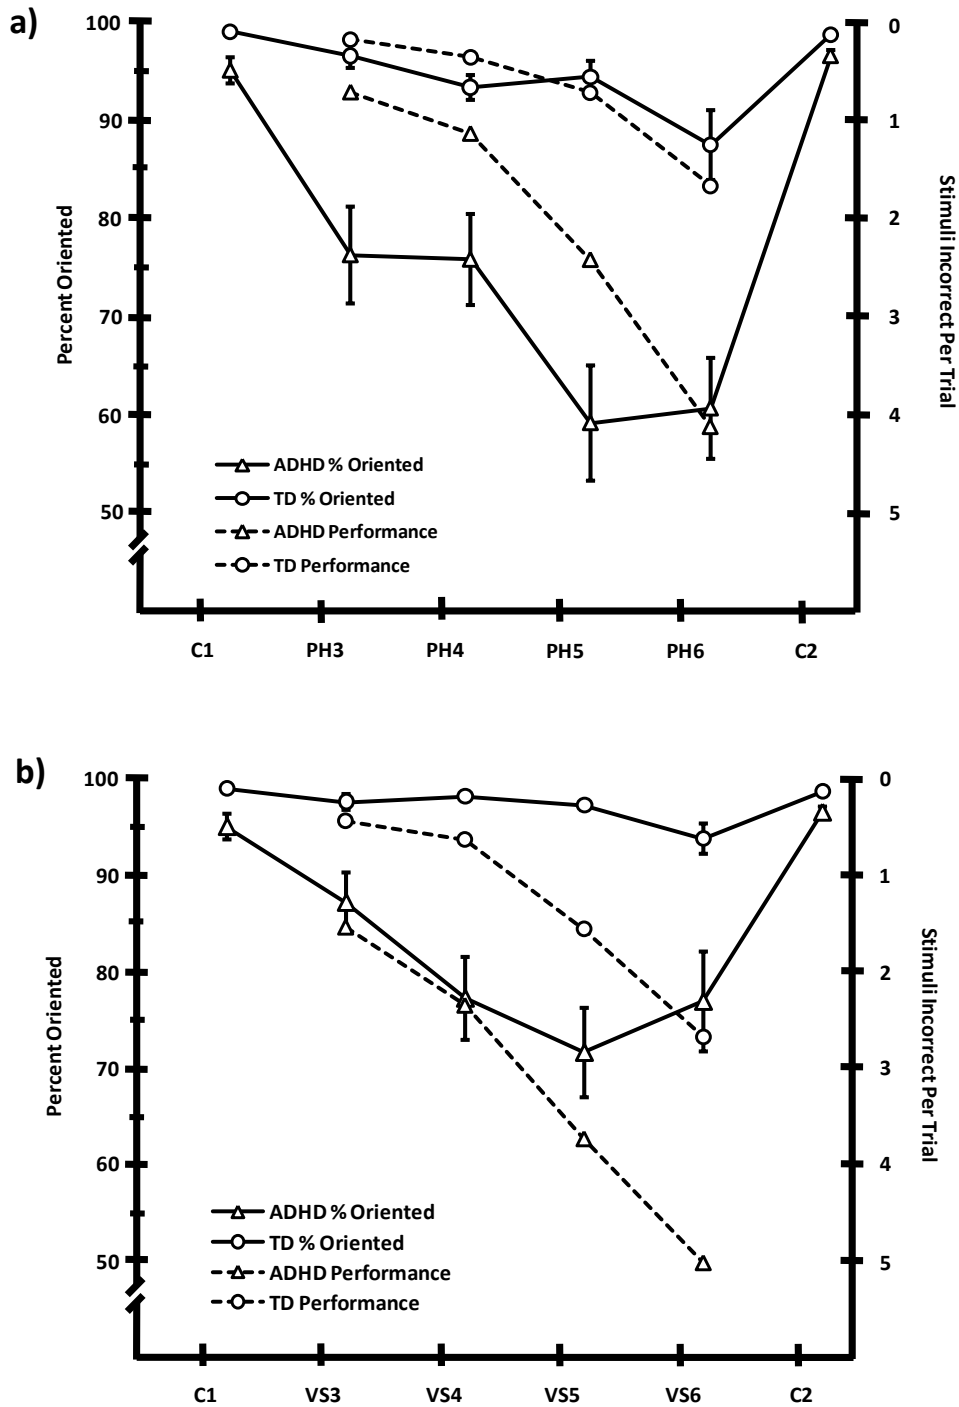 a)
100
90
80
70
60
50
Percent Oriented
0
1
2
3
4
5
Stimuli Incorrect Per Trial
ADHD % Oriented
TD % Oriented
ADHD Performance
TD Performance
C1 PH3 PH4 PH5 PH6 C2
b)
100
90
80
70
60
50
Percent Oriented
0
1
2
3
4
5
Stimuli Incorrect Per Trial
ADHD % Oriented
TD % Oriented
ADHD Performance
TD Performance
C1 VS3 VS4 VS5 VS6 C2